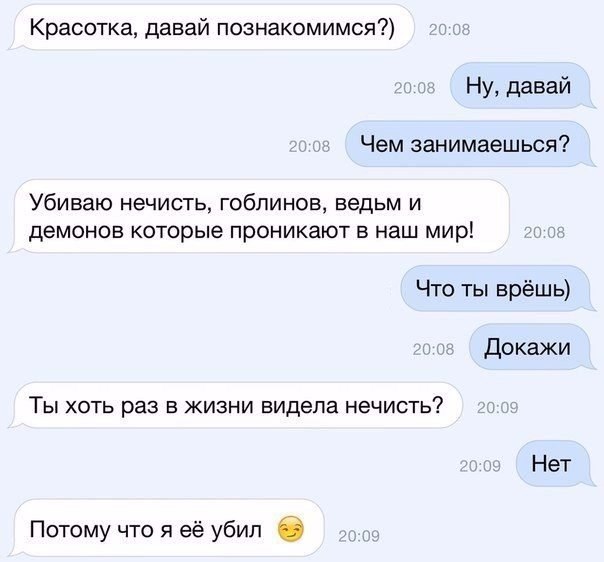 Красотка, давай познакомимся?)
20:08
20:08
Ну, давай
20:08
Чем занимаешься?
Убиваю нечисть, гоблинов, ведьм и
демонов которые проникают в наш мир!
20:08
Что ты врёшь)
20:08
Докажи
Ты хоть раз в жизни видела нечисть?
20:09
20:09
Нет
Потому что я её убил 😏
20:09